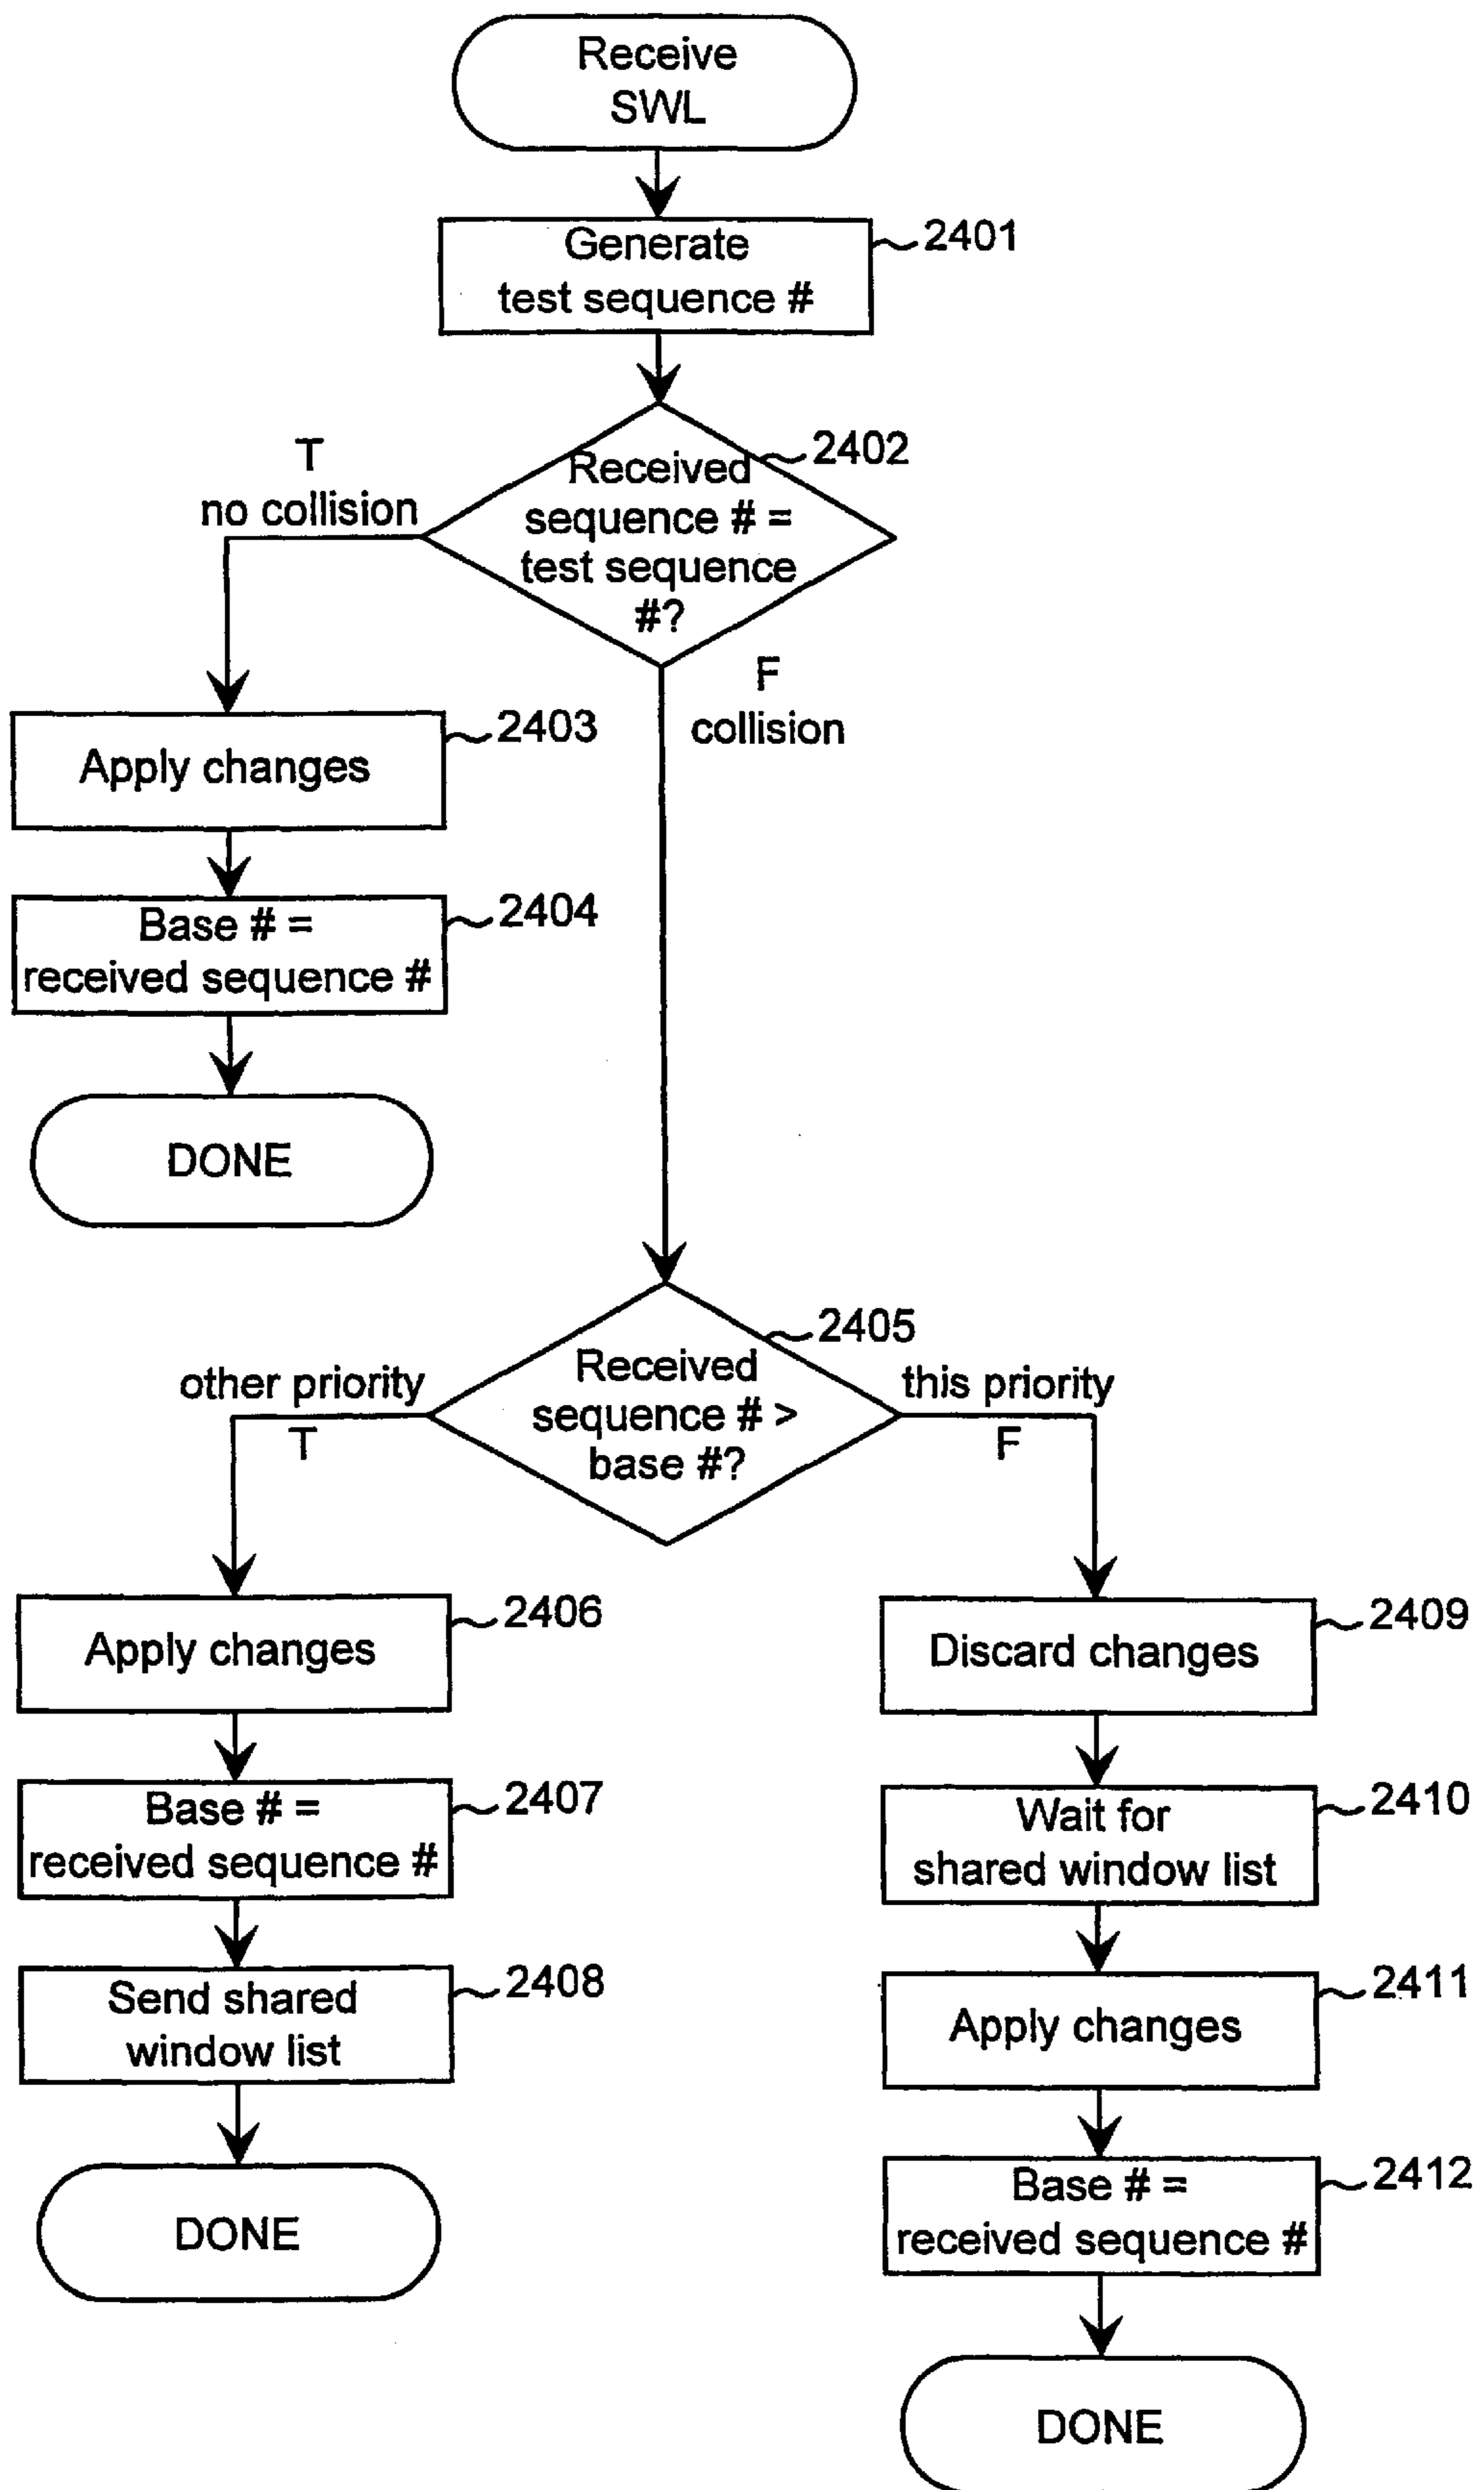 Receive
SWL
Generate
test sequence #
2401
Received
sequence # =
test sequence
#?
2402
T
no collision
F
collision
Apply changes
2403
Base # =
received sequence #
2404
DONE
Received
sequence # >
base #?
2405
other priority
T
this priority
F
Apply changes
2406
Base # =
received sequence #
2407
Send shared
window list
2408
DONE
Discard changes
2409
Wait for
shared window list
2410
Apply changes
2411
Base # =
received sequence #
2412
DONE